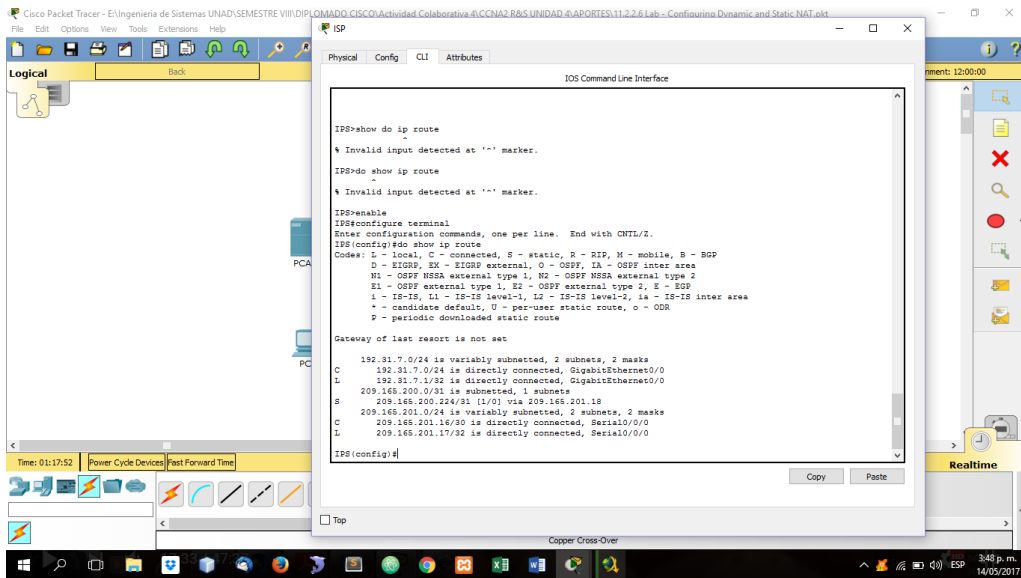 Cisco Packet Tracer - E:\Ingenieria de Sistemas UNAD\SEMESTRE VIII\DIPLOMADO CISCO\Actividad Colaborativa 4\CCNA2 R&S UNIDAD 4\APORTES\11.2.2.6 Lab - Configuring Dynamic and Static NAT.pkt
File Edit Options View Tools Extensions Help
ISP
Physical Config CLI Attributes
Logical
Back
nment: 12:00:00
IOS Command Line Interface
IPS>show do ip route
^
% Invalid input detected at '^' marker.
IPS>do show ip route
^
% Invalid input detected at '^' marker.
IPS>enable
IPS#configure terminal
Enter configuration commands, one per line. End with CNTL/Z.
IPS(config)#do show ip route
Codes: L - local, C - connected, S - static, R - RIP, M - mobile, B - BGP
D - EIGRP, EX - EIGRP external, O - OSPF, IA - OSPF inter area
N1 - OSPF NSSA external type 1, N2 - OSPF NSSA external type 2
E1 - OSPF external type 1, E2 - OSPF external type 2, E - EGP
i - IS-IS, L1 - IS-IS level-1, L2 - IS-IS level-2, ia - IS-IS inter area
* - candidate default, U - per-user static route, o - ODR
P - periodic downloaded static route
Gateway of last resort is not set
192.31.7.0/24 is variably subnetted, 2 subnets, 2 masks
C 192.31.7.0/24 is directly connected, GigabitEthernet0/0
L 192.31.7.1/32 is directly connected, GigabitEthernet0/0
209.165.200.0/31 is subnetted, 1 subnets
S 209.165.200.224/31 [1/0] via 209.165.201.18
209.165.201.0/24 is variably subnetted, 2 subnets, 2 masks
C 209.165.201.16/30 is directly connected, Serial0/0/0
L 209.165.201.17/32 is directly connected, Serial0/0/0
IPS(config)#
PCA
PC
Copy Paste
Top
Time: 01:17:52 Power Cycle Devices Fast Forward Time
Realtime
Copper Cross-Over
ESP
3:48 p. m.
14/05/2017